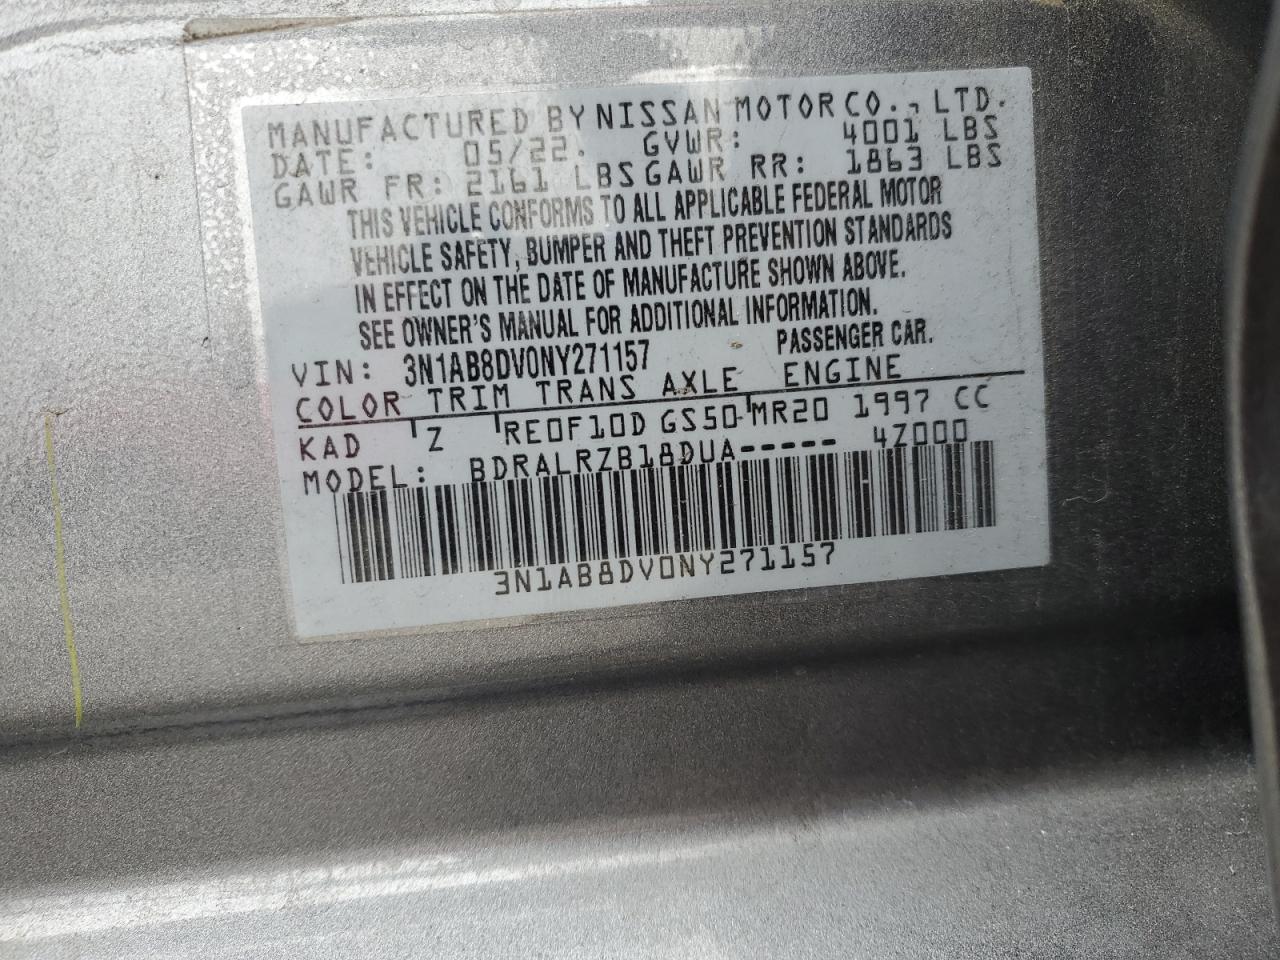 MANUFACTURED BY NISSAN MOTOR CO., LTD.
DATE: 05/22. GVWR: 4001 LBS
GAWR FR: 2161 LBS GAWR RR: 1863 LBS
THIS VEHICLE CONFORMS TO ALL APPLICABLE FEDERAL MOTOR
VEHICLE SAFETY, BUMPER AND THEFT PREVENTION STANDARDS
IN EFFECT ON THE DATE OF MANUFACTURE SHOWN ABOVE.
SEE OWNER'S MANUAL FOR ADDITIONAL INFORMATION.
VIN: 3N1AB8DV0NY271157 PASSENGER CAR.
COLOR TRIM TRANS AXLE ENGINE
KAD Z RE0F10D GS50 MR20 1997 CC
MODEL: BDRALRZB18DUA----- 4Z000
3N1AB8DV0NY271157